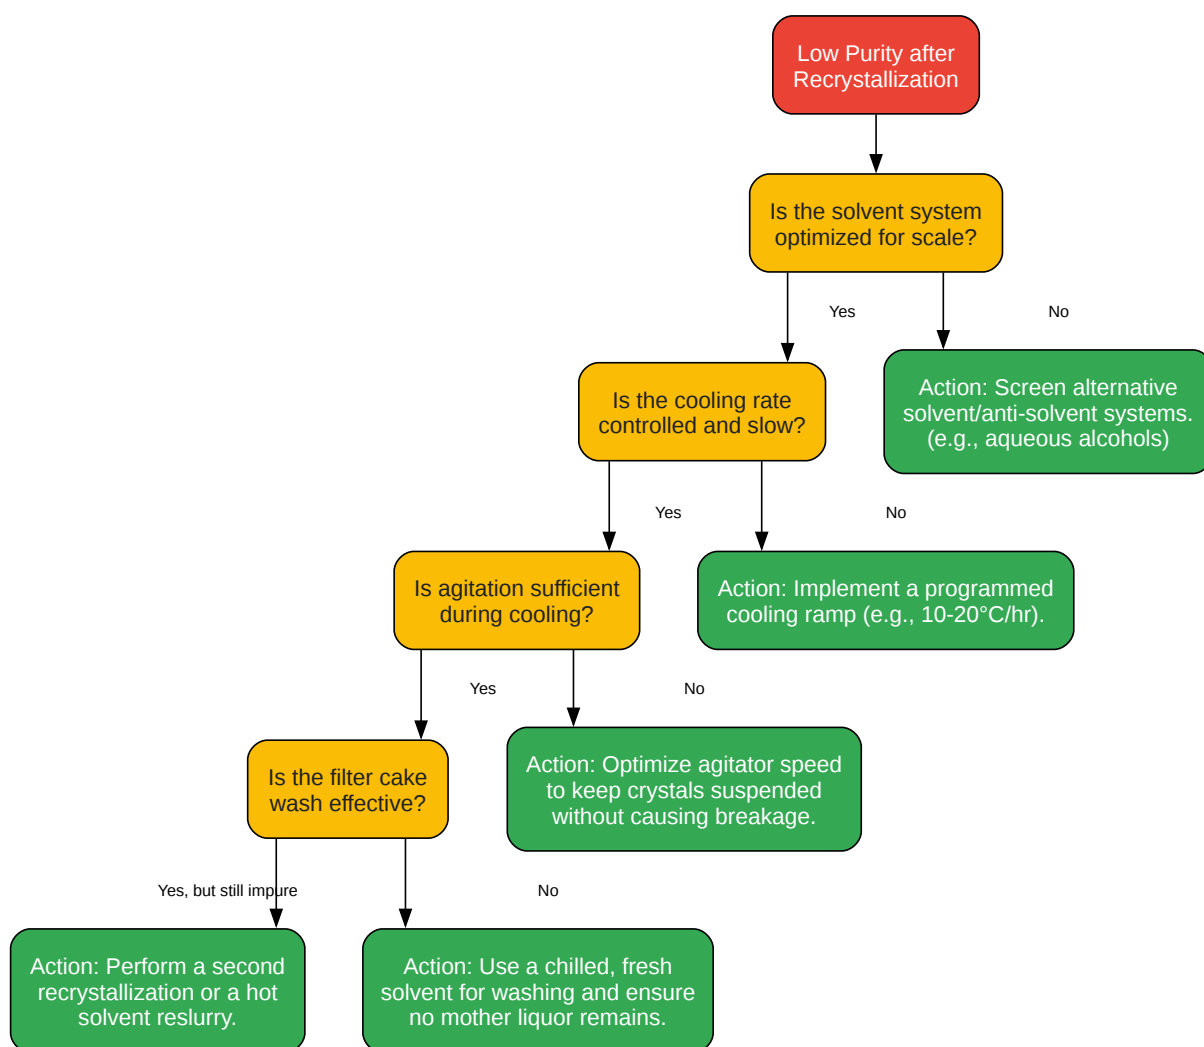 Low Purity after
Recrystallization
Is the solvent system
optimized for scale?
Yes
No
Is the cooling rate
controlled and slow?
Action: Screen alternative
solvent/anti-solvent systems.
(e.g., aqueous alcohols)
Yes
No
Is agitation sufficient
during cooling?
Action: Implement a programmed
cooling ramp (e.g., 10-20°C/hr).
Yes
No
Is the filter cake
wash effective?
Action: Optimize agitator speed
to keep crystals suspended
without causing breakage.
Yes, but still impure
No
Action: Perform a second
recrystallization or a hot
solvent reslurry.
Action: Use a chilled, fresh
solvent for washing and ensure
no mother liquor remains.